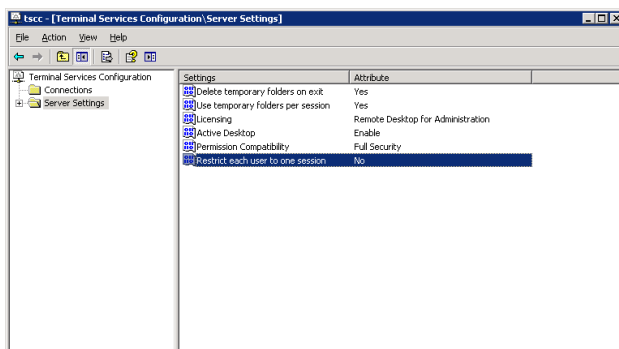 tscc - [Terminal Services Configuration\Server Settings]
File Action View Help
Terminal Services Configuration
Connections
Server Settings
Settings Attribute
Delete temporary folders on exit Yes
Use temporary folders per session Yes
Licensing Remote Desktop for Administration
Active Desktop Enable
Permission Compatibility Full Security
Restrict each user to one session No